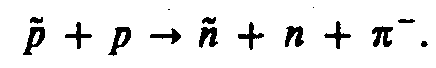 p̃ + p → ñ + n + π⁻.